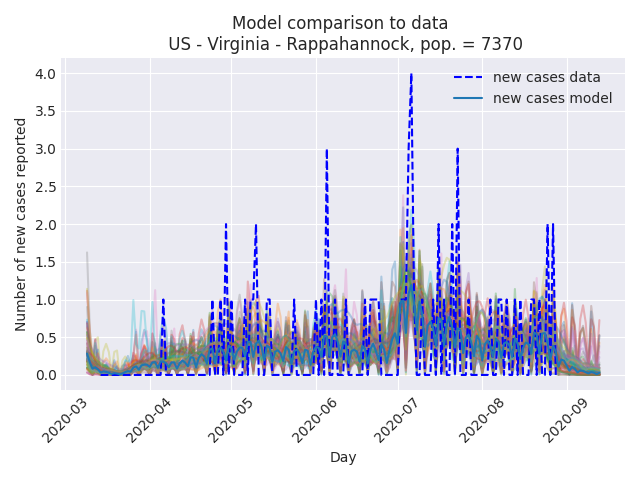 Model comparison to data
US - Virginia - Rappahannock, pop. = 7370
new cases data
new cases model
Number of new cases reported
4.0
3.5
3.0
2.5
2.0
1.5
1.0
0.5
0.0
2020-03
2020-04
2020-05
2020-06
2020-07
2020-08
2020-09
Day